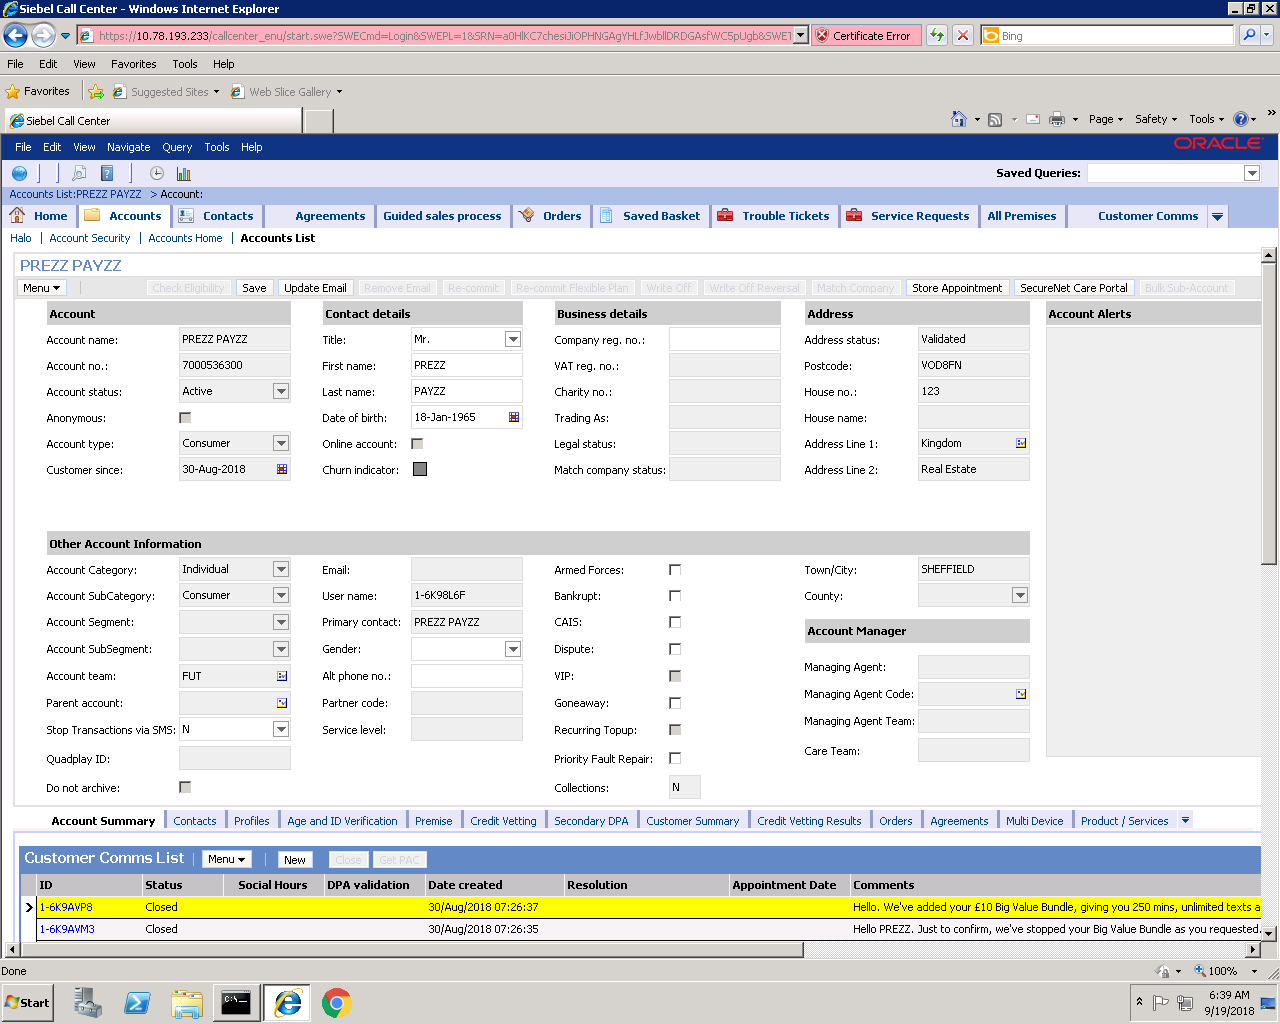 Siebel Call Center - Windows Internet Explorer
https://10.78.193.233/callcenter_enu/start.swe?SWECmd=Login&SWEPL=1&SRN= Certificate Error Bing
File Edit View Favorites Tools Help
Favorites Suggested Sites Web Slice Gallery
Siebel Call Center Page Safety Tools »
File Edit View Navigate Query Tools Help ORACLE
Saved Queries:
Accounts List:PREZZ PAYZZ > Account:
Home Accounts Contacts Agreements Guided sales process Orders Saved Basket Trouble Tickets Service Requests All Premises Customer Comms
Halo Account Security Accounts Home Accounts List
PREZZ PAYZZ
Menu Check Eligibility Save Update Email Remove Email Re-commit Re-commit Flexible Plan Write Off Write Off Reversal Match Company Store Appointment SecureNet Care Portal Bulk Sub-Account
Account Contact details Business details Address Account Alerts
Account name: PREZZ PAYZZ Title: Mr. Company reg. no.: Address status: Validated
Account no.: 7000536300 First name: PREZZ VAT reg. no.: Postcode: VOD8FN
Account status: Active Last name: PAYZZ Charity no.: House no.: 123
Anonymous: Date of birth: 18-Jan-1965 Trading As: House name:
Account type: Consumer Online account: Legal status: Address Line 1: Kingdom
Customer since: 30-Aug-2018 Churn indicator: Match company status: Address Line 2: Real Estate
Other Account Information
Account Category: Individual Email: Armed Forces: Town/City: SHEFFIELD
Account SubCategory: Consumer User name: 1-6K98L6F Bankrupt: County:
Account Segment: Primary contact: PREZZ PAYZZ CAIS: Account Manager
Account SubSegment: Gender: Dispute:
Account team: FUT Alt phone no.: VIP: Managing Agent:
Parent account: Partner code: Goneaway: Managing Agent Code:
Stop Transactions via SMS: N Service level: Recurring Topup: Managing Agent Team:
Quadplay ID: Priority Fault Repair: Care Team:
Do not archive: Collections: N
Account Summary Contacts Profiles Age and ID Verification Premise Credit Vetting Secondary DPA Customer Summary Credit Vetting Results Orders Agreements Multi Device Product / Services
Customer Comms List Menu New Close Get PAC
ID Status Social Hours DPA validation Date created Resolution Appointment Date Comments
1-6K9AVP8 Closed 30/Aug/2018 07:26:37 Hello. We've added your £10 Big Value Bundle, giving you 250 mins, unlimited texts a
1-6K9AVM3 Closed 30/Aug/2018 07:26:35 Hello PREZZ. Just to confirm, we've stopped your Big Value Bundle as you requested.
Done 100%
Start 6:39 AM
9/19/2018